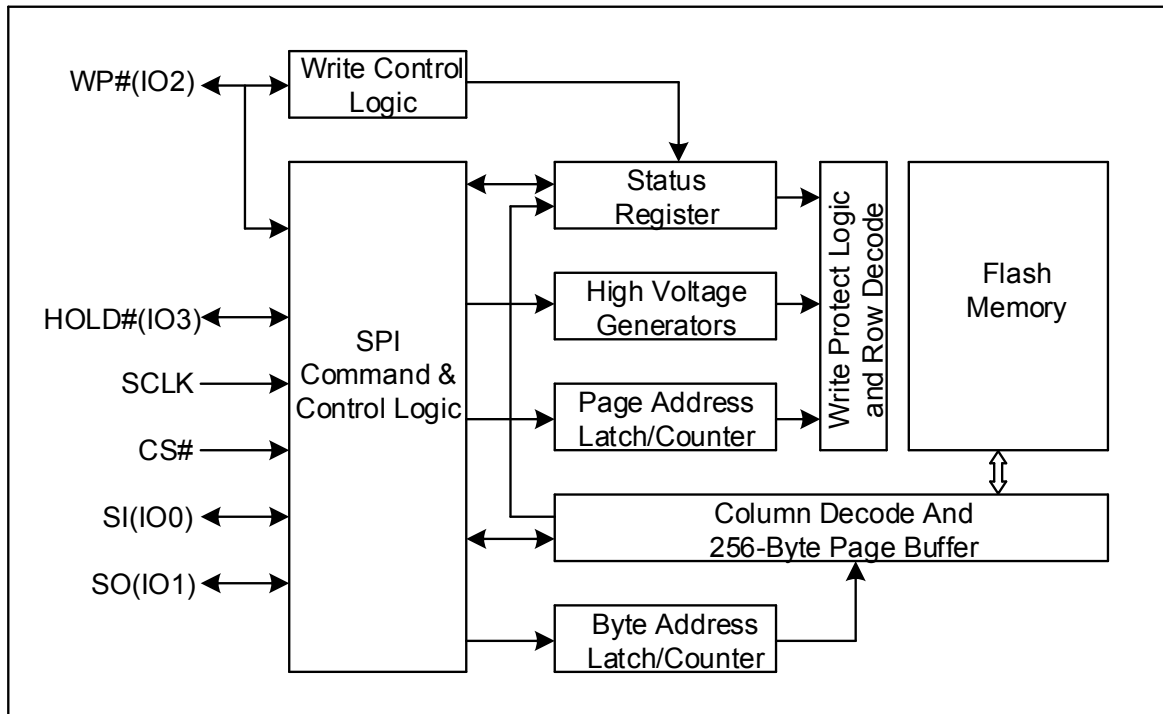 WP#(IO2)
Write Control
Logic
HOLD#(IO3)
SCLK
CS#
SI(IO0)
SO(IO1)
SPI
Command &
Control Logic
Status
Register
High Voltage
Generators
Page Address
Latch/Counter
Write Protect Logic
and Row Decode
Flash
Memory
Column Decode And
256-Byte Page Buffer
Byte Address
Latch/Counter